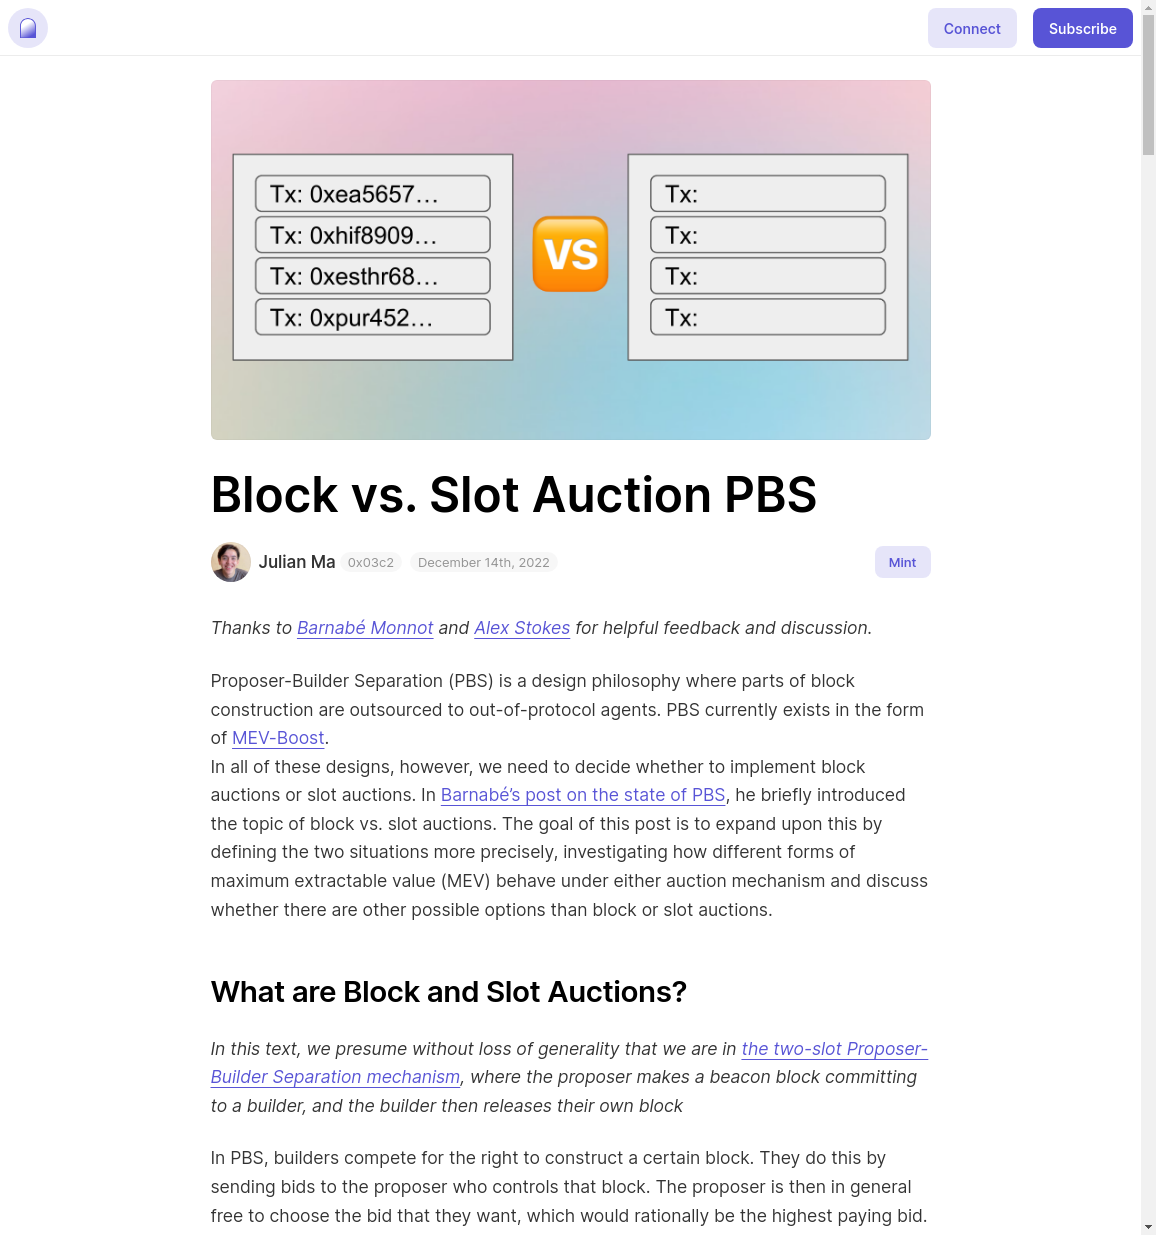 Connect
Subscribe
Tx: 0xea5657...
Tx: 0xhif8909...
Tx: 0xesthr68...
Tx: 0xpur452...
VS
Tx:
Tx:
Tx:
Tx:
Block vs. Slot Auction PBS
Julian Ma 0x03c2 December 14th, 2022
Mint
Thanks to Barnabé Monnot and Alex Stokes for helpful feedback and discussion.
Proposer-Builder Separation (PBS) is a design philosophy where parts of block
construction are outsourced to out-of-protocol agents. PBS currently exists in the form
of MEV-Boost.
In all of these designs, however, we need to decide whether to implement block
auctions or slot auctions. In Barnabé’s post on the state of PBS, he briefly introduced
the topic of block vs. slot auctions. The goal of this post is to expand upon this by
defining the two situations more precisely, investigating how different forms of
maximum extractable value (MEV) behave under either auction mechanism and discuss
whether there are other possible options than block or slot auctions.
What are Block and Slot Auctions?
In this text, we presume without loss of generality that we are in the two-slot Proposer-
Builder Separation mechanism, where the proposer makes a beacon block committing
to a builder, and the builder then releases their own block
In PBS, builders compete for the right to construct a certain block. They do this by
sending bids to the proposer who controls that block. The proposer is then in general
free to choose the bid that they want, which would rationally be the highest paying bid.